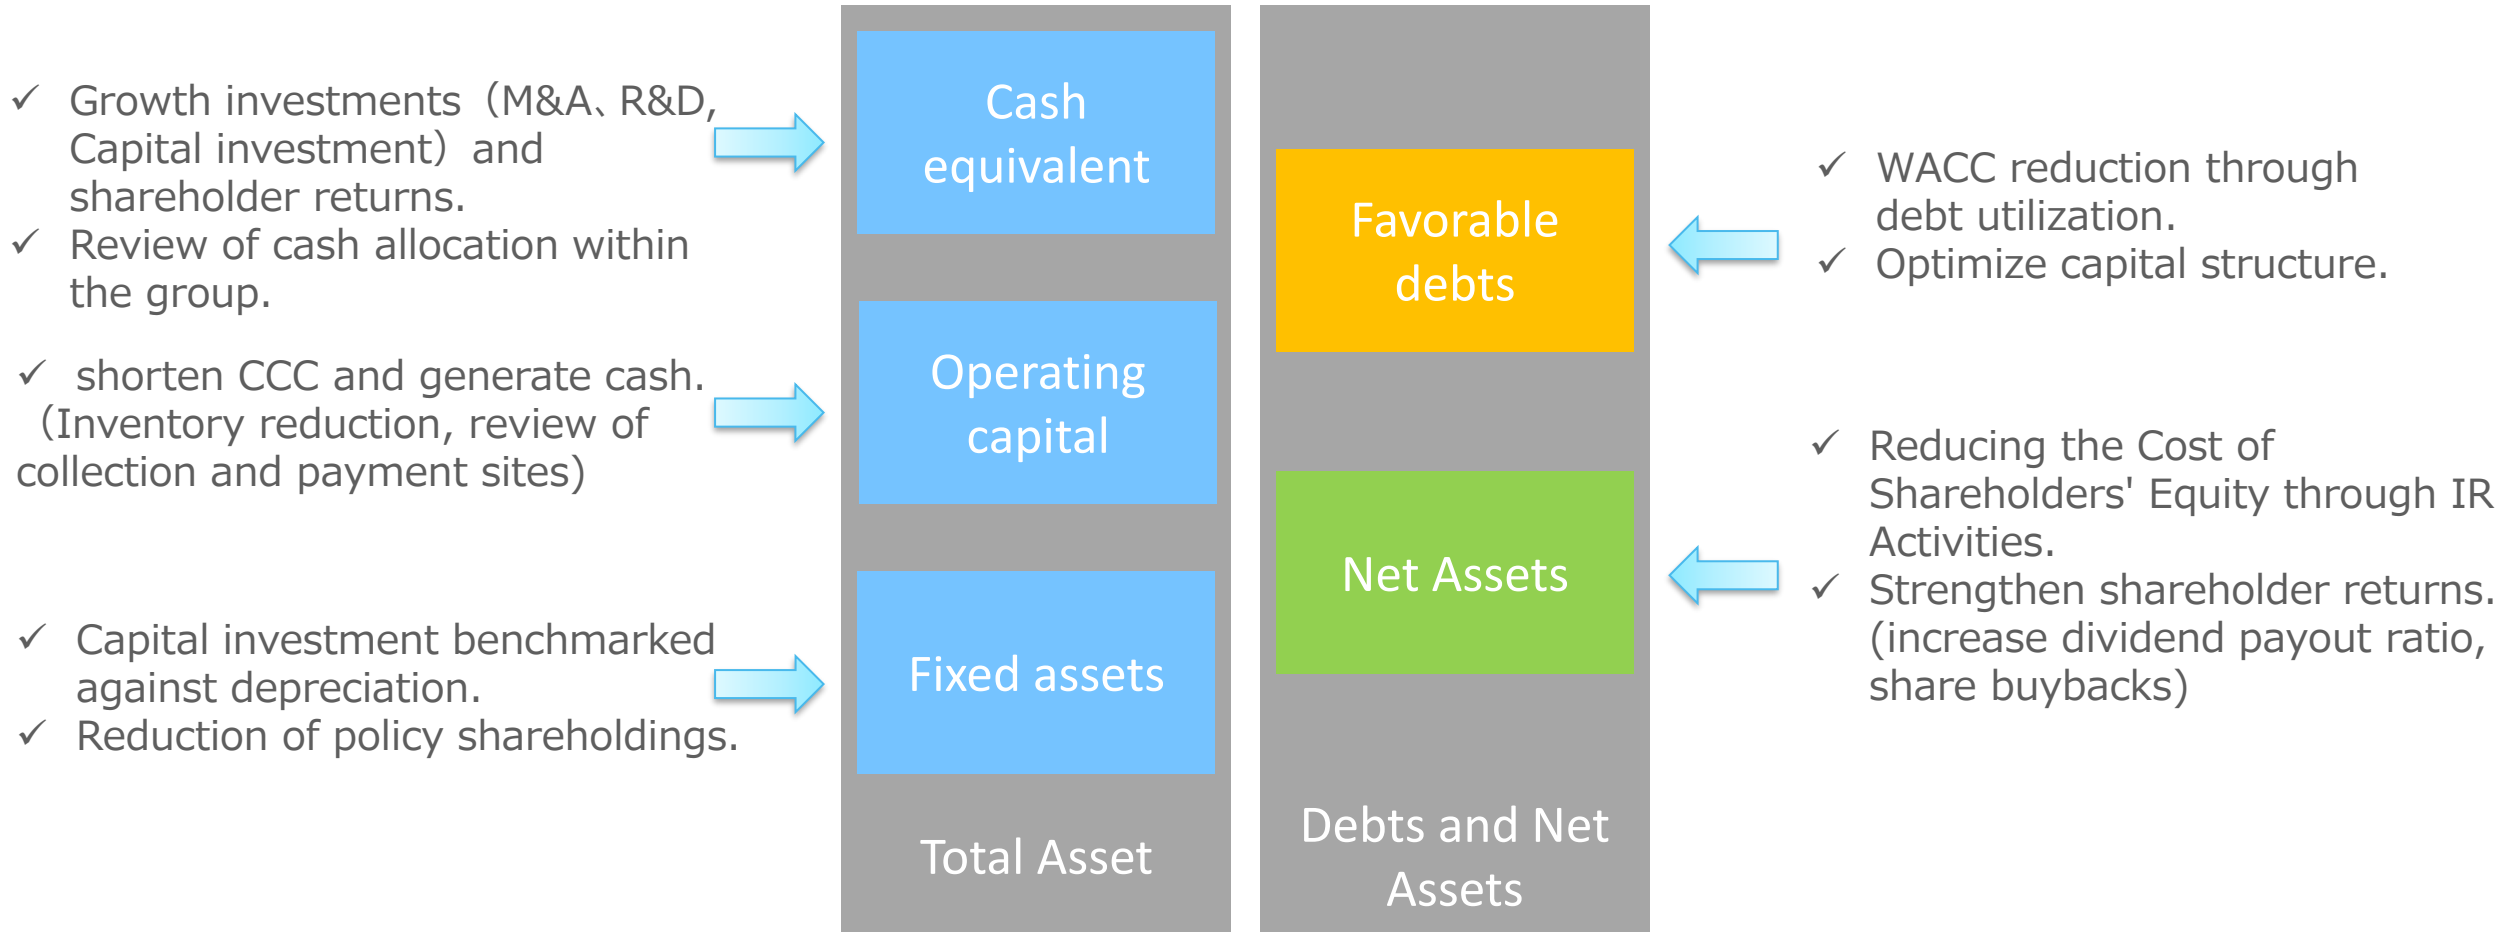 ✓ Growth investments（M&A、R&D,
Capital investment）and
shareholder returns.
✓ Review of cash allocation within
the group.
✓ shorten CCC and generate cash.
（Inventory reduction, review of
collection and payment sites）
✓ Capital investment benchmarked
against depreciation.
✓ Reduction of policy shareholdings.
Cash
equivalent
Operating
capital
Fixed assets
Total Asset
Favorable
debts
Net Assets
Debts and Net
Assets
✓ WACC reduction through
debt utilization.
✓ Optimize capital structure.
✓ Reducing the Cost of
Shareholders' Equity through IR
Activities.
✓ Strengthen shareholder returns.
(increase dividend payout ratio,
share buybacks)